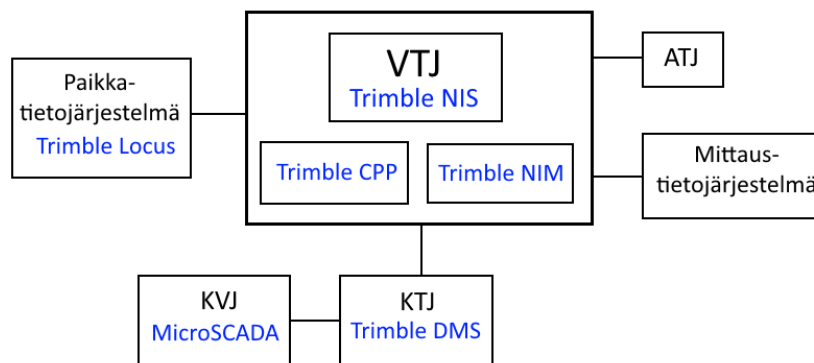 VTJ
Trimble NIS
Trimble CPP
Trimble NIM
Paikka-
tietojärjestelmä
Trimble Locus
ATJ
Mittaus-
tietojärjestelmä
KVJ
MicroSCADA
KTJ
Trimble DMS